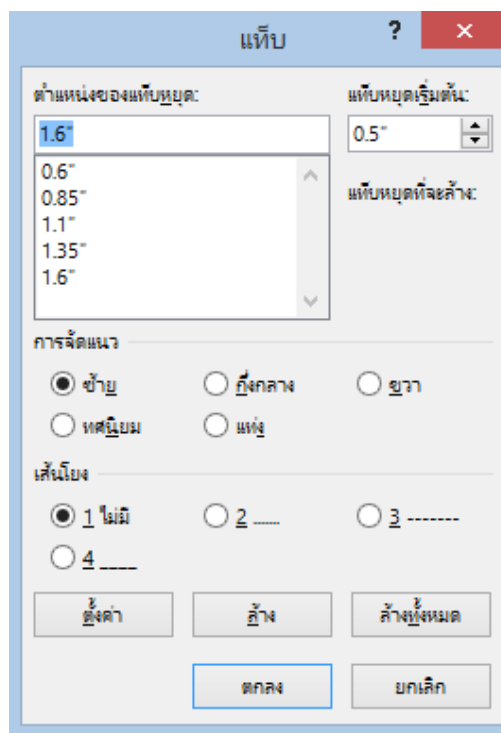 แท็บ ? ×
ตำแหน่งของแท็บหยุด: แท็บหยุดเริ่มต้น:
1.6" 0.5"
0.6"
0.85" แท็บหยุดที่จะล้าง:
1.1"
1.35"
1.6"
การจัดแนว
ซ้าย กึ่งกลาง ขวา
ทศนิยม แท่ง
เส้นโยง
1 ไม่มี 2 ....... 3 -------
4 ____
ตั้งค่า ล้าง ล้างทั้งหมด
ตกลง ยกเลิก